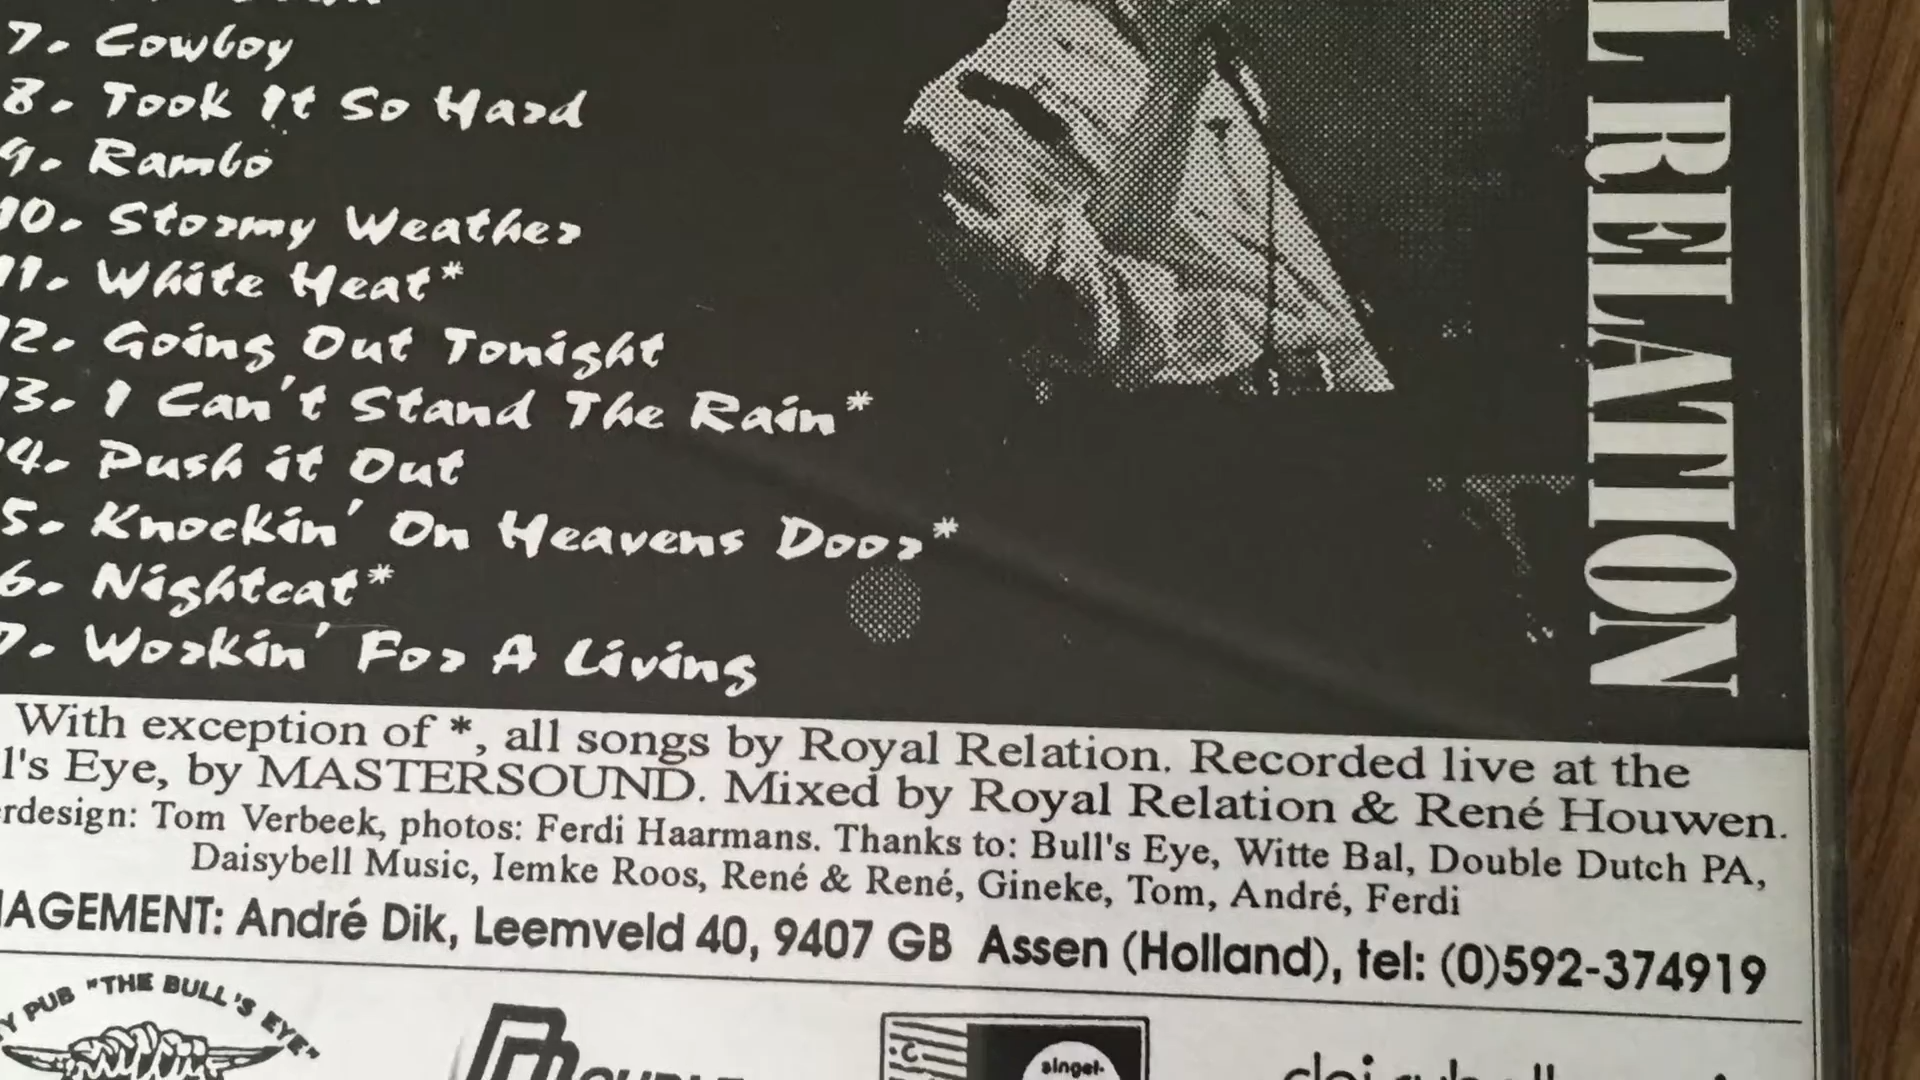 7. Cowboy
8. Took It So Hard
9. Rambo
10. Stormy Weather
11. White Heat*
12. Going Out Tonight
13. I Can't Stand The Rain*
4. Push it Out
5. Knockin' On Heavens Door*
6. Nightcat*
7. Workin' For A Living
L RELATION
With exception of *, all songs by Royal Relation. Recorded live at the
l's Eye, by MASTERSOUND. Mixed by Royal Relation & René Houwen.
rdesign: Tom Verbeek, photos: Ferdi Haarmans. Thanks to: Bull's Eye, Witte Bal, Double Dutch PA,
Daisybell Music, Iemke Roos, René & René, Gineke, Tom, André, Ferdi
AGEMENT: André Dik, Leemveld 40, 9407 GB Assen (Holland), tel: (0)592-374919
Y PUB "THE BULL'S EYE"
singel-